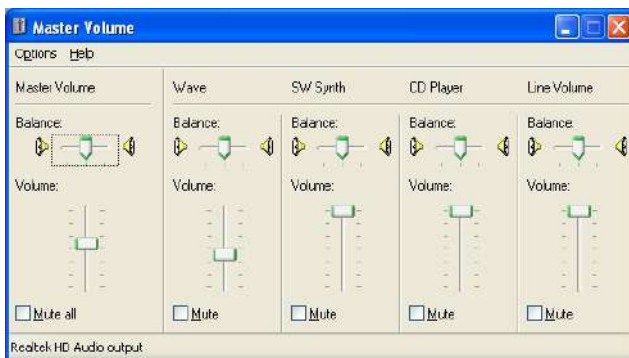 Master Volume
Options Help
Master Volume Wave SW Synth CD Player Line Volume
Balance: Balance: Balance: Balance: Balance:
Volume: Volume: Volume: Volume: Volume:
Mute all Mute Mute Mute Mute
Realtek HD Audio output